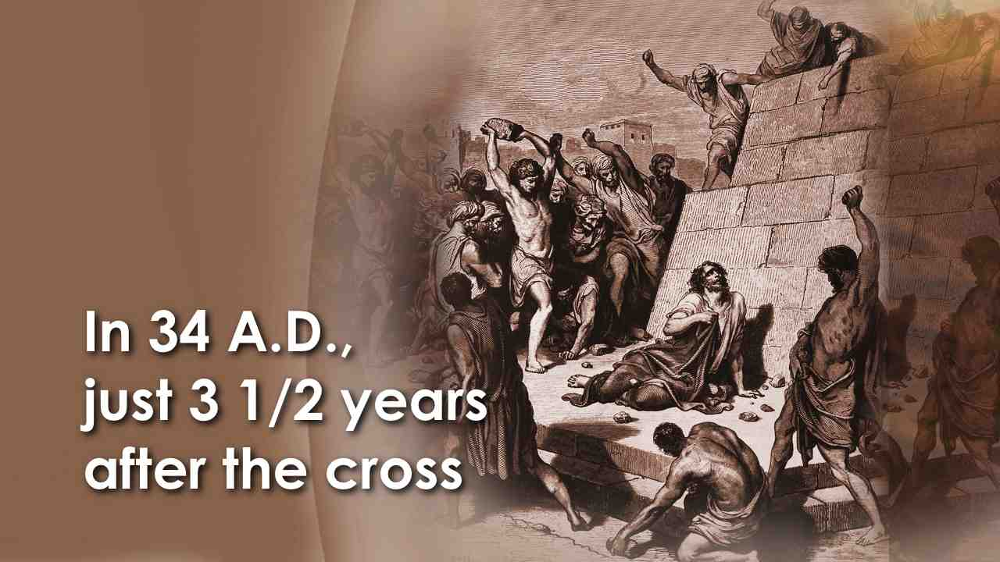 In 34 A.D.,
just 3 1/2 years
after the cross